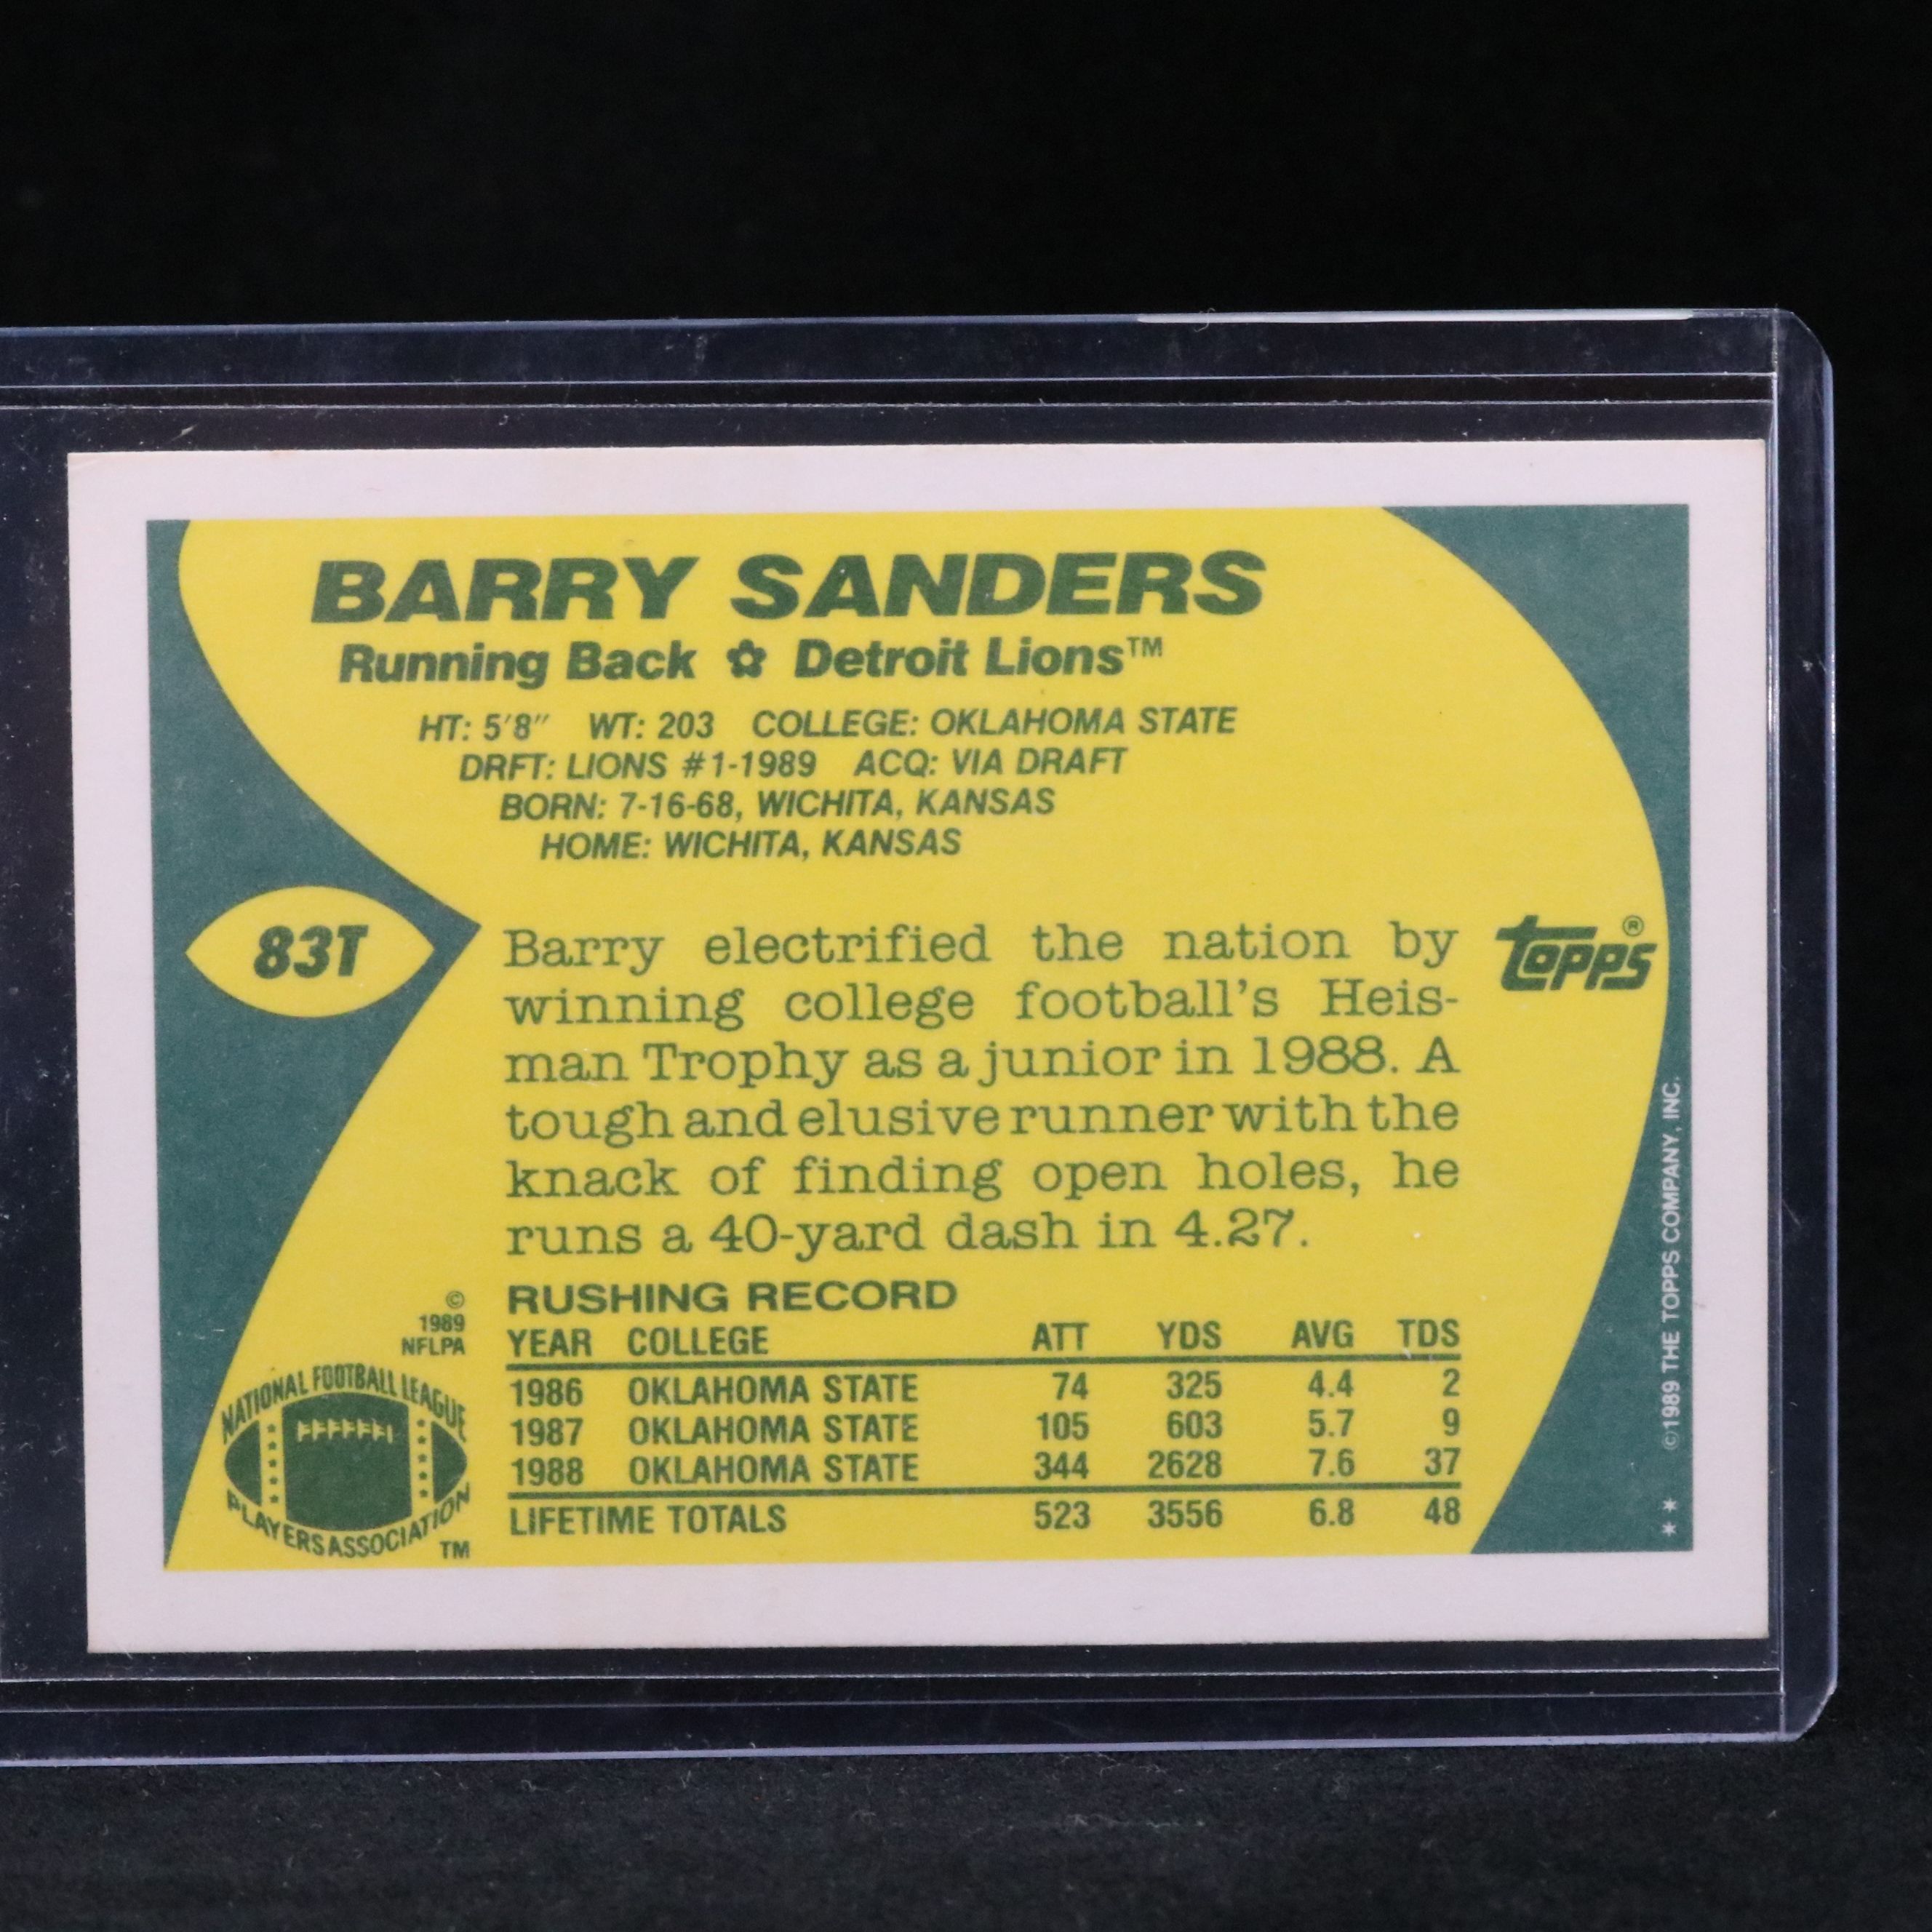 BARRY SANDERS
Running Back ✿ Detroit Lions™
HT: 5'8" WT: 203 COLLEGE: OKLAHOMA STATE
DRFT: LIONS #1-1989 ACQ: VIA DRAFT
BORN: 7-16-68, WICHITA, KANSAS
HOME: WICHITA, KANSAS
83T
Barry electrified the nation by
winning college football's Heis-
man Trophy as a junior in 1988. A
tough and elusive runner with the
knack of finding open holes, he
runs a 40-yard dash in 4.27.
topps®
RUSHING RECORD
YEAR COLLEGE ATT YDS AVG TDS
1986 OKLAHOMA STATE 74 325 4.4 2
1987 OKLAHOMA STATE 105 603 5.7 9
1988 OKLAHOMA STATE 344 2628 7.6 37
LIFETIME TOTALS 523 3556 6.8 48
©
1989
NFLPA
NATIONAL FOOTBALL LEAGUE
PLAYERS ASSOCIATION
TM
** ©1989 THE TOPPS COMPANY, INC.